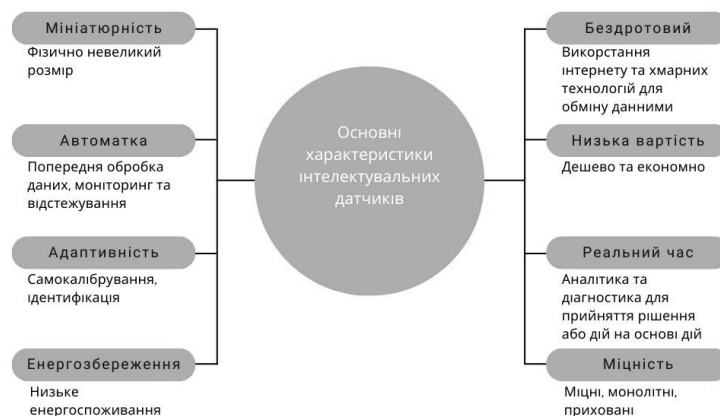 Мініатюрність
Фізично невеликий
розмір
Автоматка
Попередня обробка
даних, моніторинг та
відстежування
Адаптивність
Самокалібрування,
ідентифікація
Енергозбереження
Низьке
енергоспоживання
Основні
характеристики
інтелектувальних
датчиків
Бездротовий
Викорстання
інтернету та хмарних
технологій для
обміну данними
Низька вартість
Дешево та економно
Реальний час
Аналітика та
діагностика для
прийняття рішення
або дій на основі дій
Міцність
Міцні, монолітні,
приховані